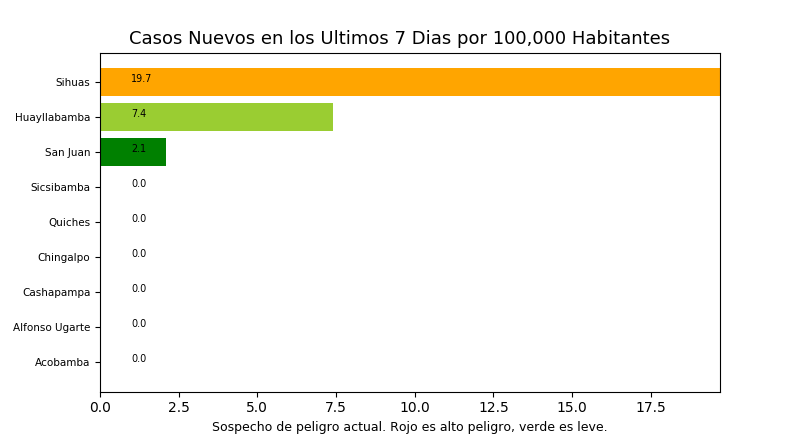 Casos Nuevos en los Ultimos 7 Dias por 100,000 Habitantes
Sihuas 19.7
Huayllabamba 7.4
San Juan 2.1
Sicsibamba 0.0
Quiches 0.0
Chingalpo 0.0
Cashapampa 0.0
Alfonso Ugarte 0.0
Acobamba 0.0
0.0 2.5 5.0 7.5 10.0 12.5 15.0 17.5
Sospecho de peligro actual. Rojo es alto peligro, verde es leve.